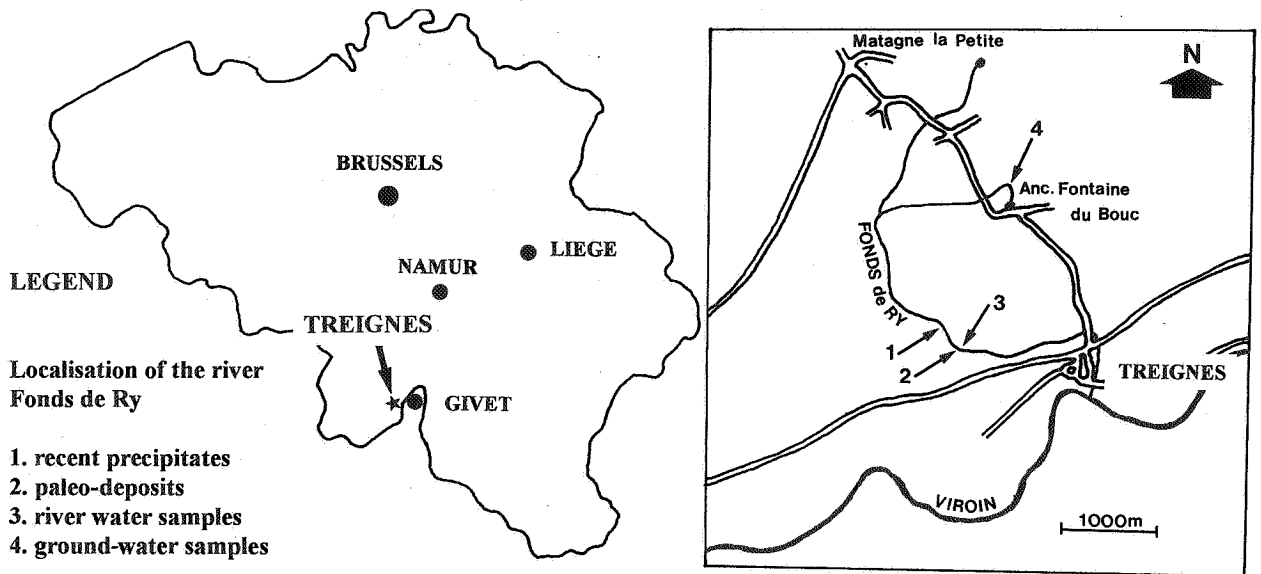 BRUSSELS
LIEGE
NAMUR
LEGEND
TREIGNES
Localisation of the river
Fonds de Ry
GIVET
1. recent precipitates
2. paleo-deposits
3. river water samples
4. ground-water samples
Matagne la Petite
N
4
Anc. Fontaine
du Bouc
FONDS de RY
3
1
2
TREIGNES
VIROIN
1000m